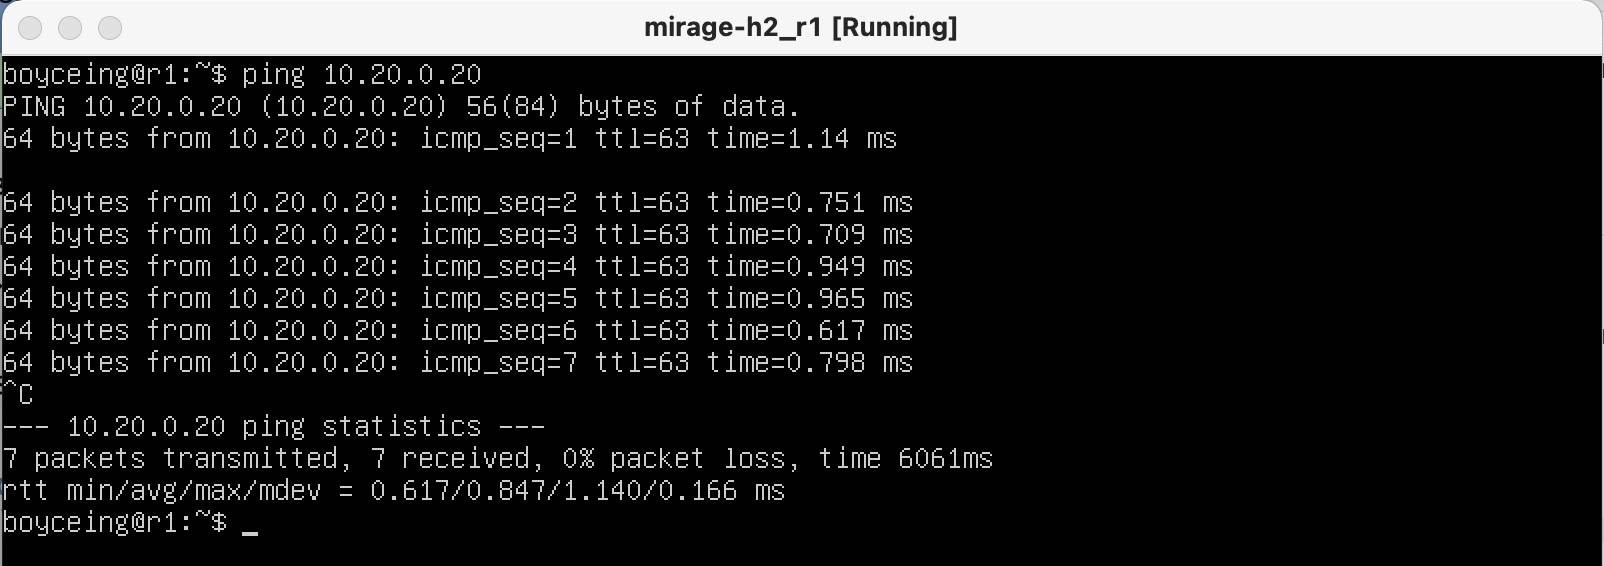 mirage-h2_r1 [Running]
boyceing@r1:~$ ping 10.20.0.20
PING 10.20.0.20 (10.20.0.20) 56(84) bytes of data.
64 bytes from 10.20.0.20: icmp_seq=1 ttl=63 time=1.14 ms
64 bytes from 10.20.0.20: icmp_seq=2 ttl=63 time=0.751 ms
64 bytes from 10.20.0.20: icmp_seq=3 ttl=63 time=0.709 ms
64 bytes from 10.20.0.20: icmp_seq=4 ttl=63 time=0.949 ms
64 bytes from 10.20.0.20: icmp_seq=5 ttl=63 time=0.965 ms
64 bytes from 10.20.0.20: icmp_seq=6 ttl=63 time=0.617 ms
64 bytes from 10.20.0.20: icmp_seq=7 ttl=63 time=0.798 ms
^C
--- 10.20.0.20 ping statistics ---
7 packets transmitted, 7 received, 0% packet loss, time 6061ms
rtt min/avg/max/mdev = 0.617/0.847/1.140/0.166 ms
boyceing@r1:~$ _